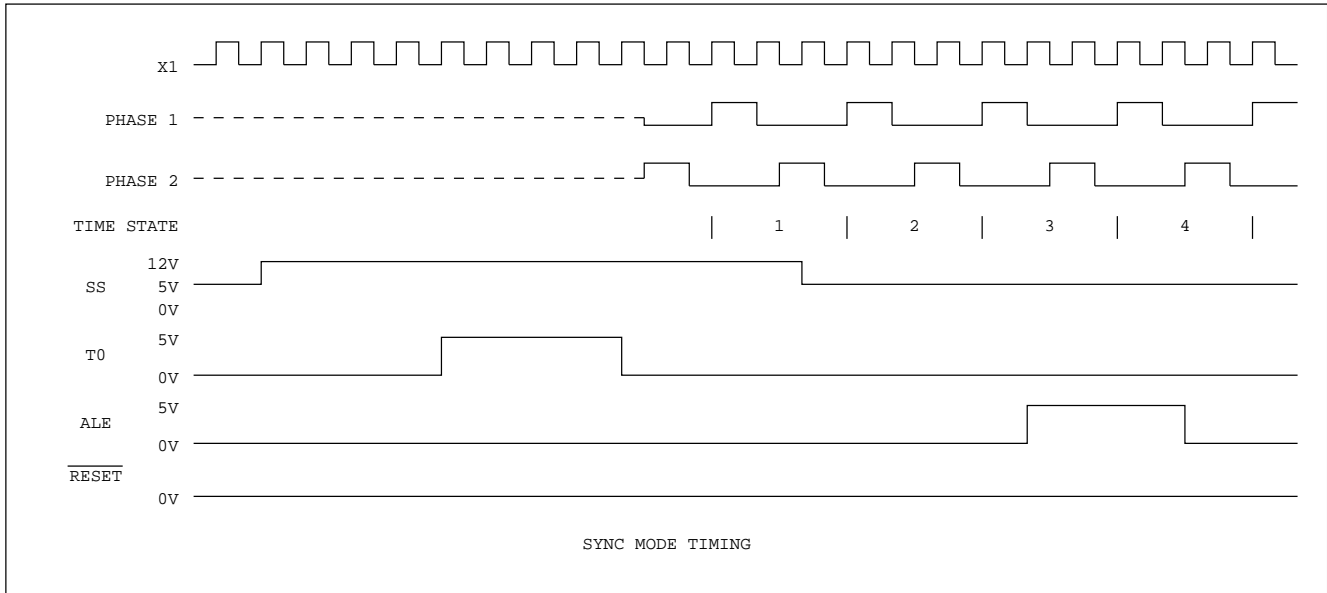 X1
PHASE 1
PHASE 2
TIME STATE 1 2 3 4
12V
SS 5V
0V
5V
T0
0V
5V
ALE
0V
RESET
0V
SYNC MODE TIMING